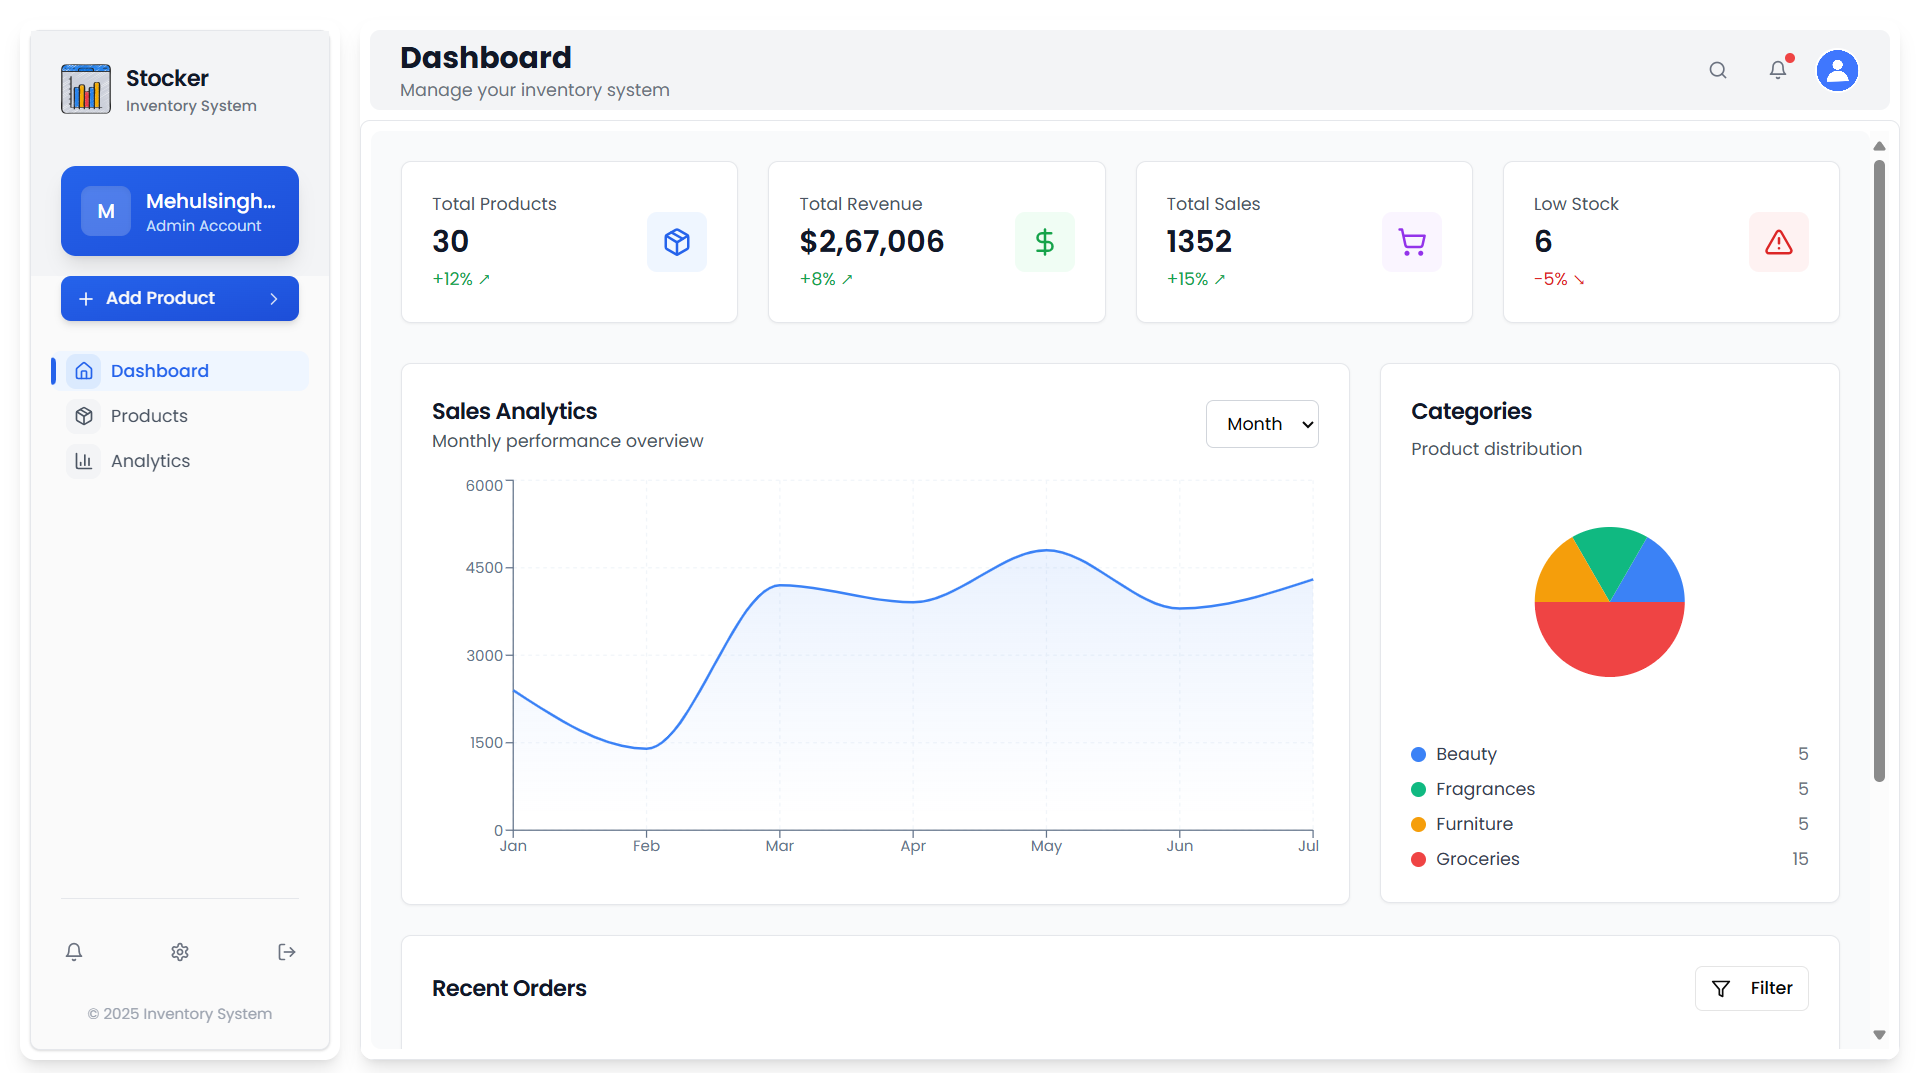 Stocker
Inventory System
M
Mehulsingh...
Admin Account
Add Product
Dashboard
Products
Analytics
© 2025 Inventory System
Dashboard
Manage your inventory system
Total Products
30
+12% ↗
Total Revenue
$2,67,006
+8% ↗
Total Sales
1352
+15% ↗
Low Stock
6
-5% ↘
Sales Analytics
Monthly performance overview
Month
6000
4500
3000
1500
0
Jan Feb Mar Apr May Jun Jul
Categories
Product distribution
Beauty 5
Fragrances 5
Furniture 5
Groceries 15
Recent Orders
Filter